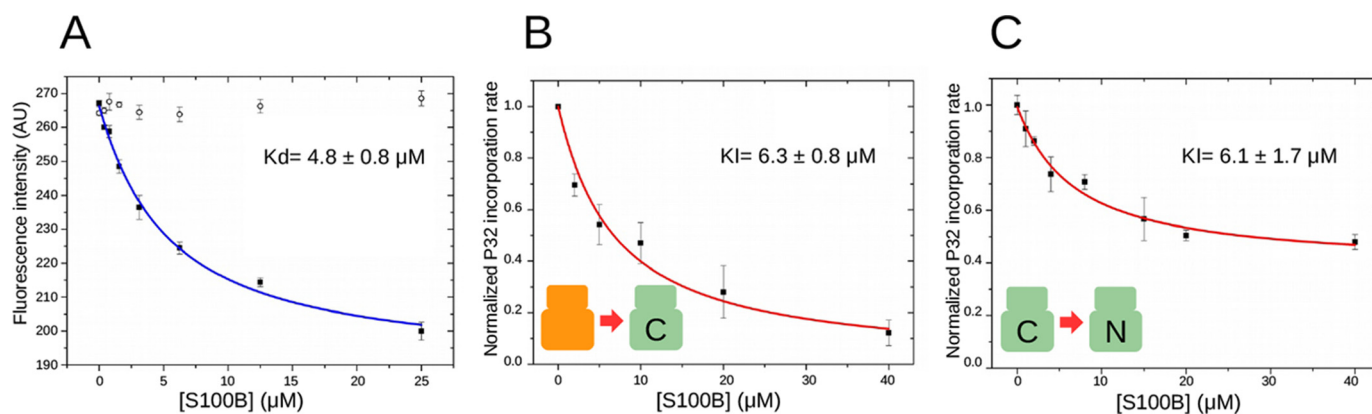 A
B
C
Fluorescence intensity (AU)
270
260
250
240
230
220
210
200
190
0
5
10
15
20
25
[S100B] (μM)
Kd= 4.8 ± 0.8 μM
Normalized P32 incorporation rate
1.0
0.8
0.6
0.4
0.2
0.0
0
10
20
30
40
[S100B] (μM)
KI= 6.3 ± 0.8 μM
C
Normalized P32 incorporation rate
1.0
0.8
0.6
0.4
0.2
0.0
0
10
20
30
40
[S100B] (μM)
KI= 6.1 ± 1.7 μM
C
N